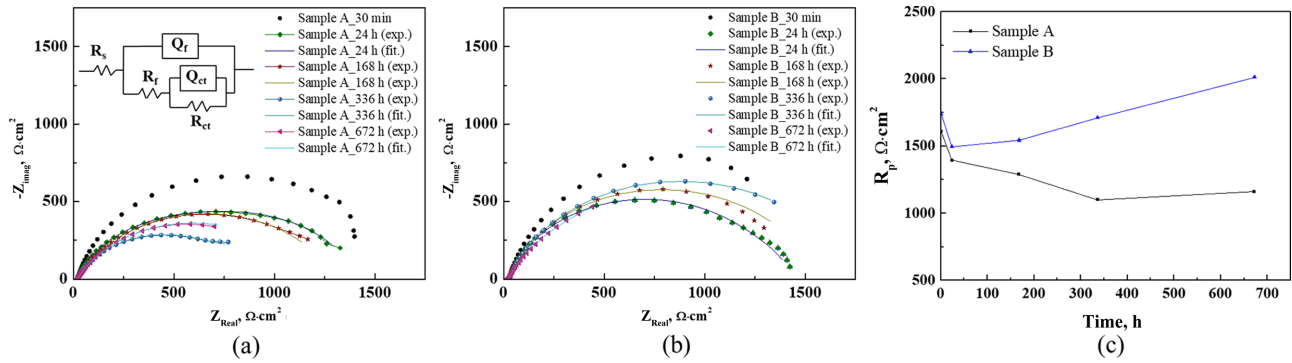 1500
1000
500
0
-Z_imag, Ω·cm²
0
500
1000
1500
Z_Real, Ω·cm²
R_s
Q_f
R_f
Q_ct
R_ct
Sample A_30 min
Sample A_24 h (exp.)
Sample A_24 h (fit.)
Sample A_168 h (exp.)
Sample A_168 h (exp.)
Sample A_336 h (exp.)
Sample A_336 h (fit.)
Sample A_672 h (exp.)
Sample A_672 h (fit.)
(a)
1500
1000
500
0
-Z_imag, Ω·cm²
0
500
1000
1500
Z_Real, Ω·cm²
Sample B_30 min
Sample B_24 h (exp.)
Sample B_24 h (fit.)
Sample B_168 h (exp.)
Sample B_168 h (exp.)
Sample B_336 h (exp.)
Sample B_336 h (fit.)
Sample B_672 h (exp.)
Sample B_672 h (fit.)
(b)
2500
2000
1500
1000
500
R_p, Ω·cm²
0
100
200
300
400
500
600
700
Time, h
Sample A
Sample B
(c)